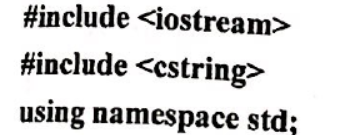 #include <iostream>
#include <cstring>
using namespace std;